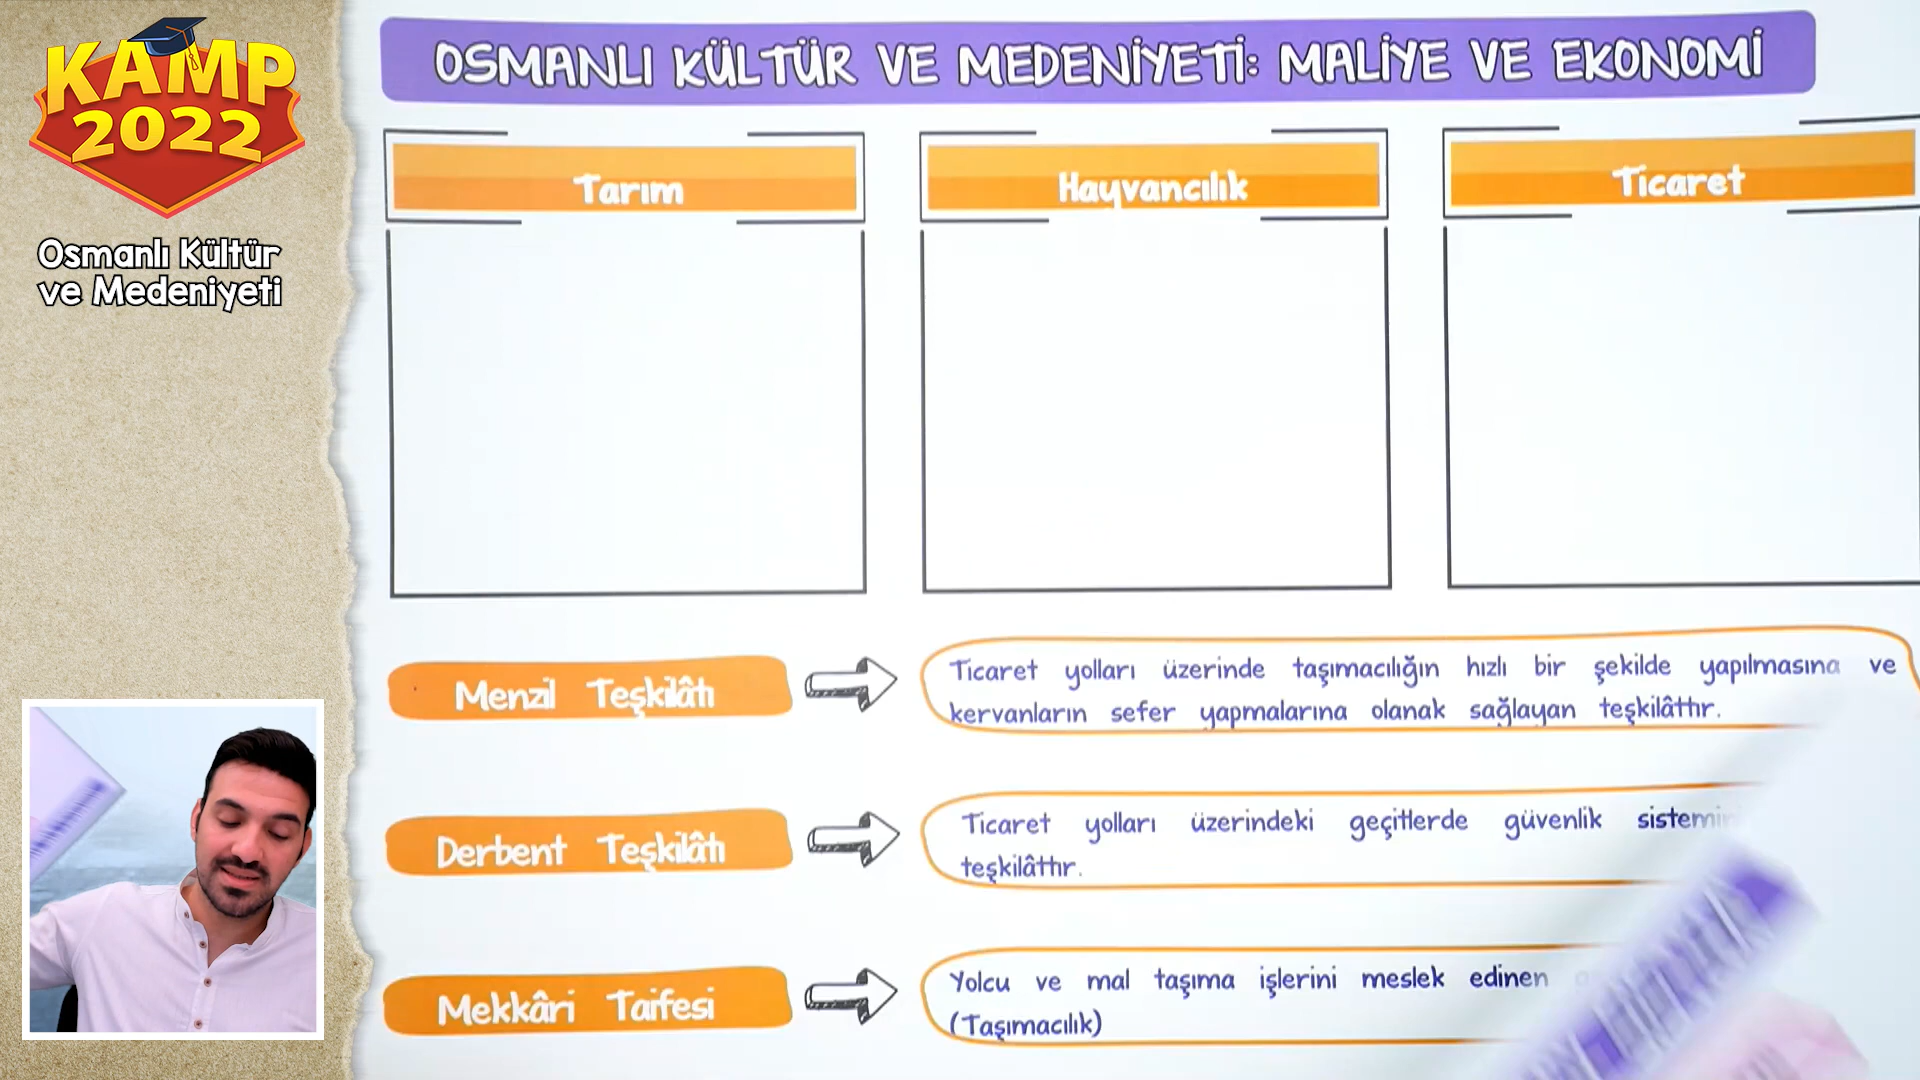 KAMP
2022
Osmanlı Kültür
ve Medeniyeti
OSMANLI KÜLTÜR VE MEDENİYETİ: MALİYE VE EKONOMİ
Tarım
Hayvancılık
Ticaret
Menzil Teşkilâtı
Ticaret yolları üzerinde taşımacılığın hızlı bir şekilde yapılmasına ve
kervanların sefer yapmalarına olanak sağlayan teşkilâttır.
Derbent Teşkilâtı
Ticaret yolları üzerindeki geçitlerde güvenlik
teşkilâttır.
Mekkâri Taifesi
Yolcu ve mal taşıma işlerini meslek edinen
(Taşımacılık)